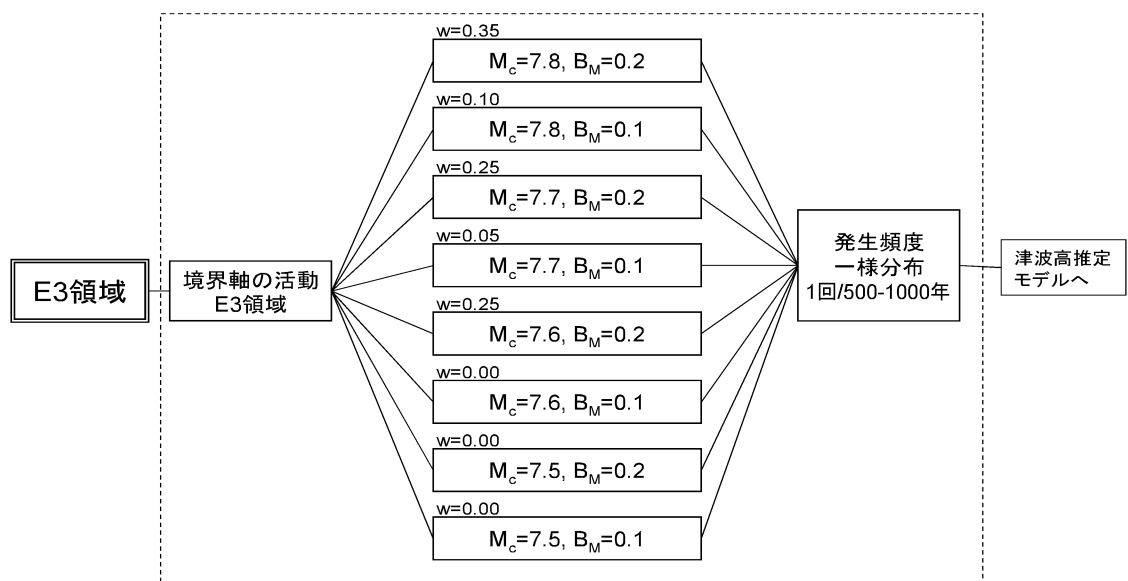 w=0.35
Mc=7.8, BM=0.2
w=0.10
Mc=7.8, BM=0.1
w=0.25
Mc=7.7, BM=0.2
w=0.05
Mc=7.7, BM=0.1
w=0.25
Mc=7.6, BM=0.2
w=0.00
Mc=7.6, BM=0.1
w=0.00
Mc=7.5, BM=0.2
w=0.00
Mc=7.5, BM=0.1
E3領域
境界軸の活動
E3領域
発生頻度
一様分布
1回/500-1000年
津波高推定
モデルへ